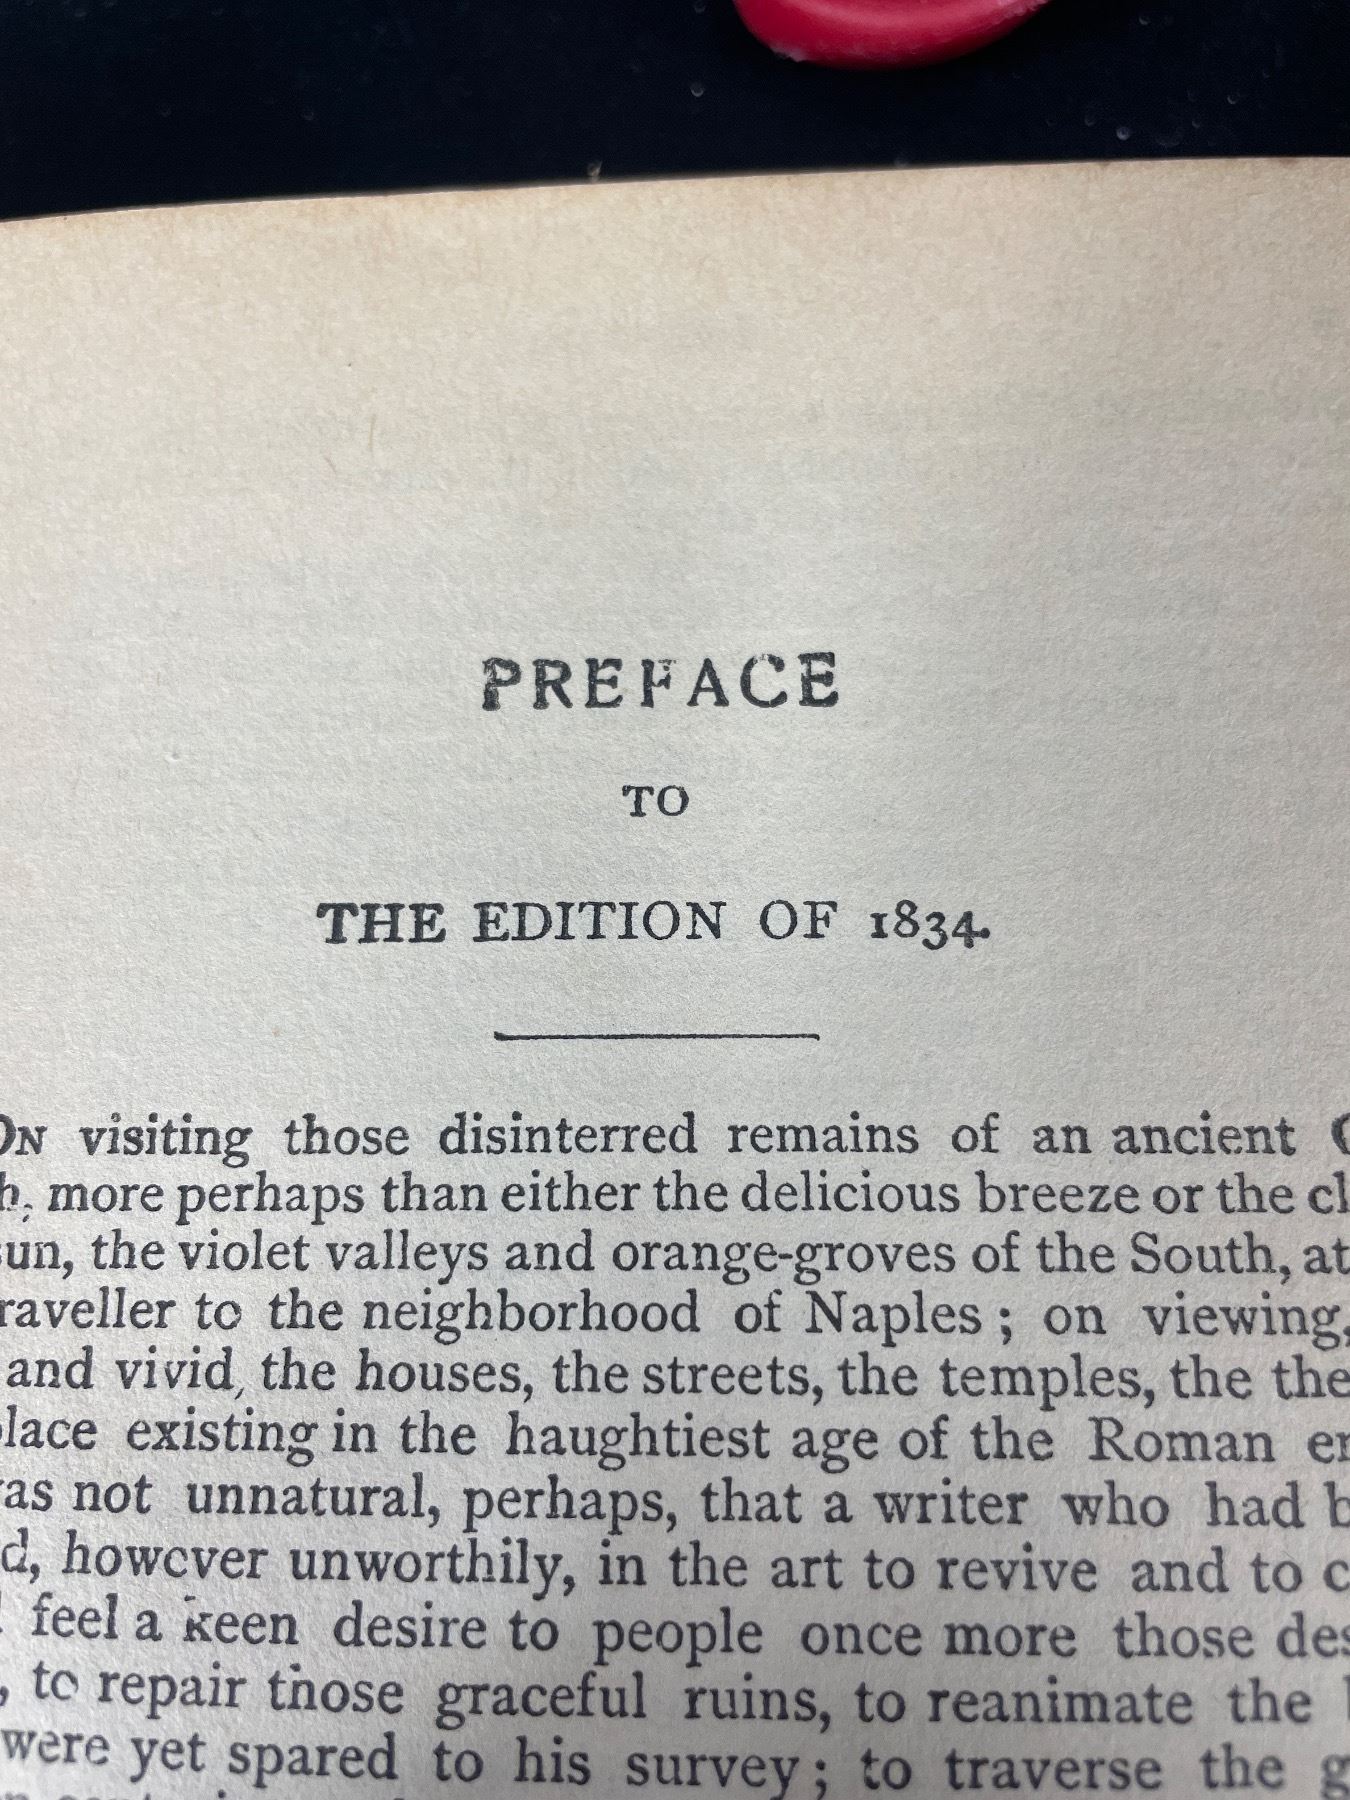 PREFACE
TO
THE EDITION OF 1834.
ON visiting those disinterred remains of an ancient
more perhaps than either the delicious breeze or the
sun, the violet valleys and orange-groves of the South,
traveller to the neighborhood of Naples; on viewing,
and vivid, the houses, the streets, the temples, the
place existing in the haughtiest age of the Roman
was not unnatural, perhaps, that a writer who had
however unworthily, in the art to revive and to
feel a keen desire to people once more those
to repair those graceful ruins, to reanimate the
were yet spared to his survey; to traverse the